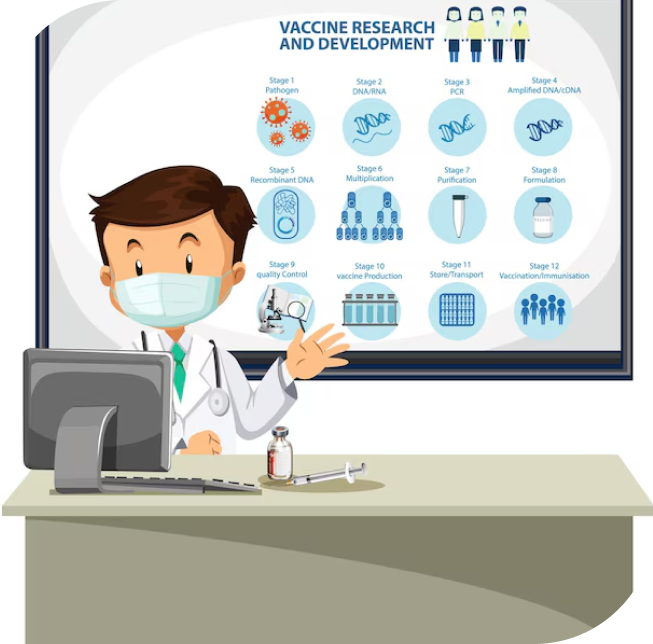 VACCINE RESEARCH
AND DEVELOPMENT
Stage 1
Pathogen
Stage 2
DNA/RNA
Stage 3
PCR
Stage 4
Amplified DNA/cDNA
Stage 5
Recombinant DNA
Stage 6
Multiplication
Stage 7
Purification
Stage 8
Formulation
Stage 9
quality Control
Stage 10
vaccine Production
Stage 11
Store/Transport
Stage 12
Vaccination/Immunisation